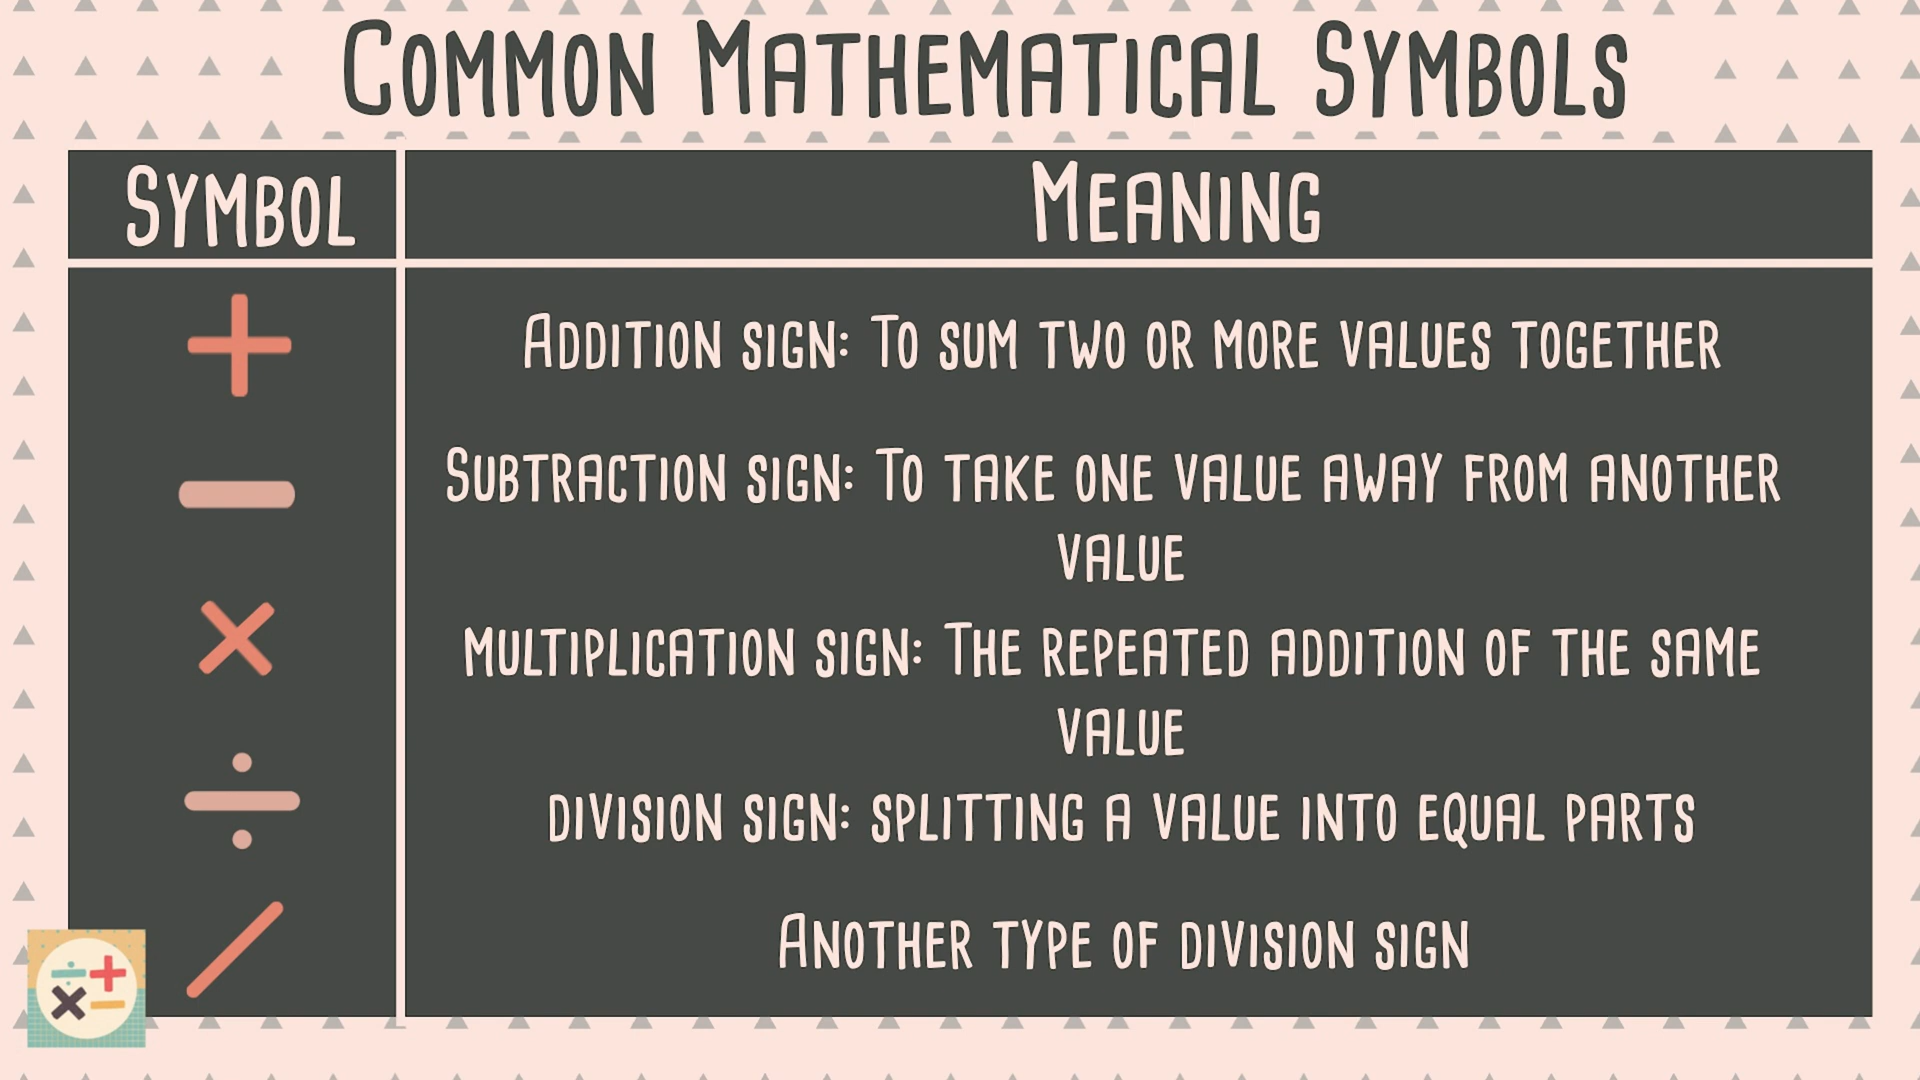 Common Mathematical Symbols
Symbol
Meaning
+
Addition sign: To sum two or more values together
−
Subtraction sign: To take one value away from another
value
×
multiplication sign: The repeated addition of the same
value
÷
division sign: splitting a value into equal parts
/
Another type of division sign